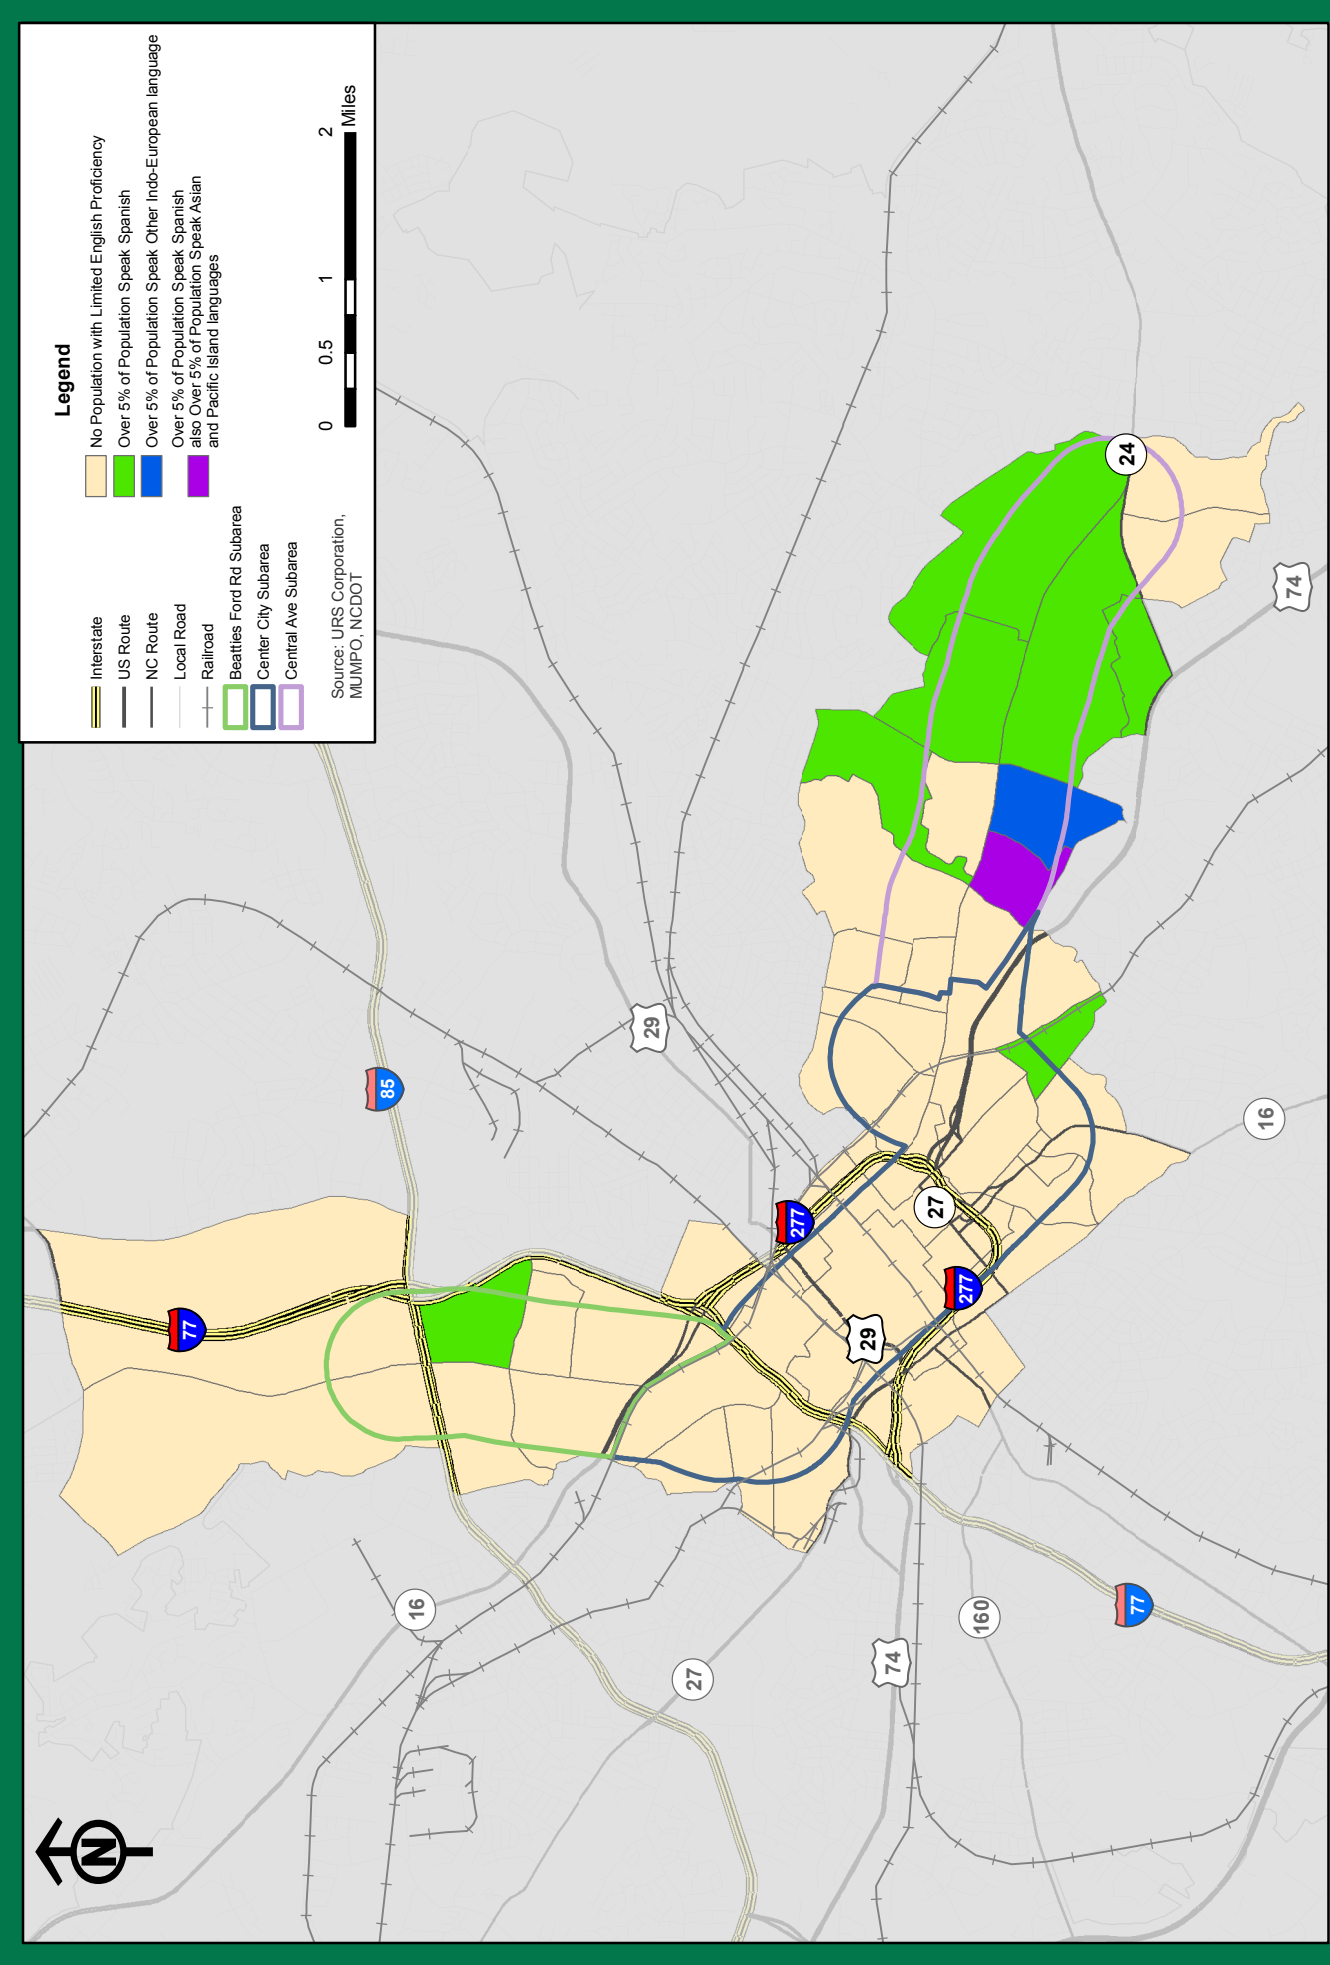 Legend
No Population with Limited English Proficiency
Over 5% of Population Speak Spanish
Over 5% of Population Speak Other Indo-European language
Over 5% of Population Speak Spanish
also Over 5% of Population Speak Asian
and Pacific Island languages
Interstate
US Route
NC Route
Local Road
Railroad
Beatties Ford Rd Subarea
Center City Subarea
Central Ave Subarea
Source: URS Corporation,
MUMPO, NCDOT
0 0.5 1 2
Miles
N
77
85
29
24
74
16
277
27
277
29
16
27
74
160
77